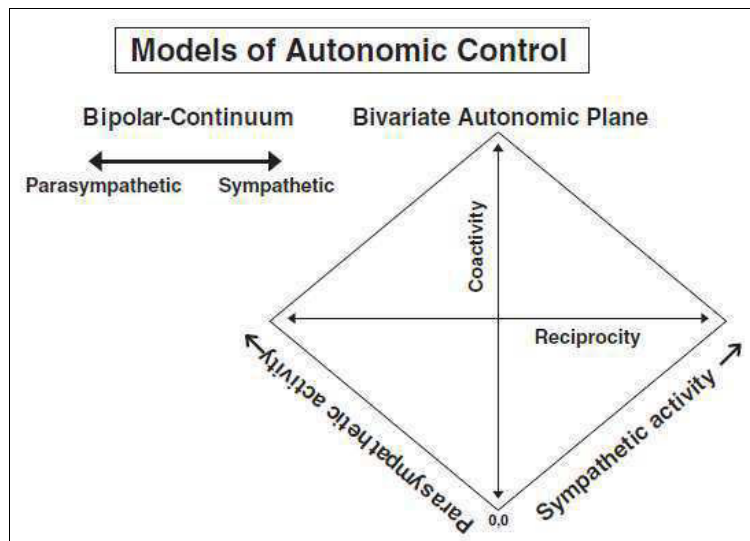 Models of Autonomic Control
Bipolar-Continuum
Parasympathetic
Sympathetic
Bivariate Autonomic Plane
Coactivity
Reciprocity
Parasympathetic activity
Sympathetic activity
0,0